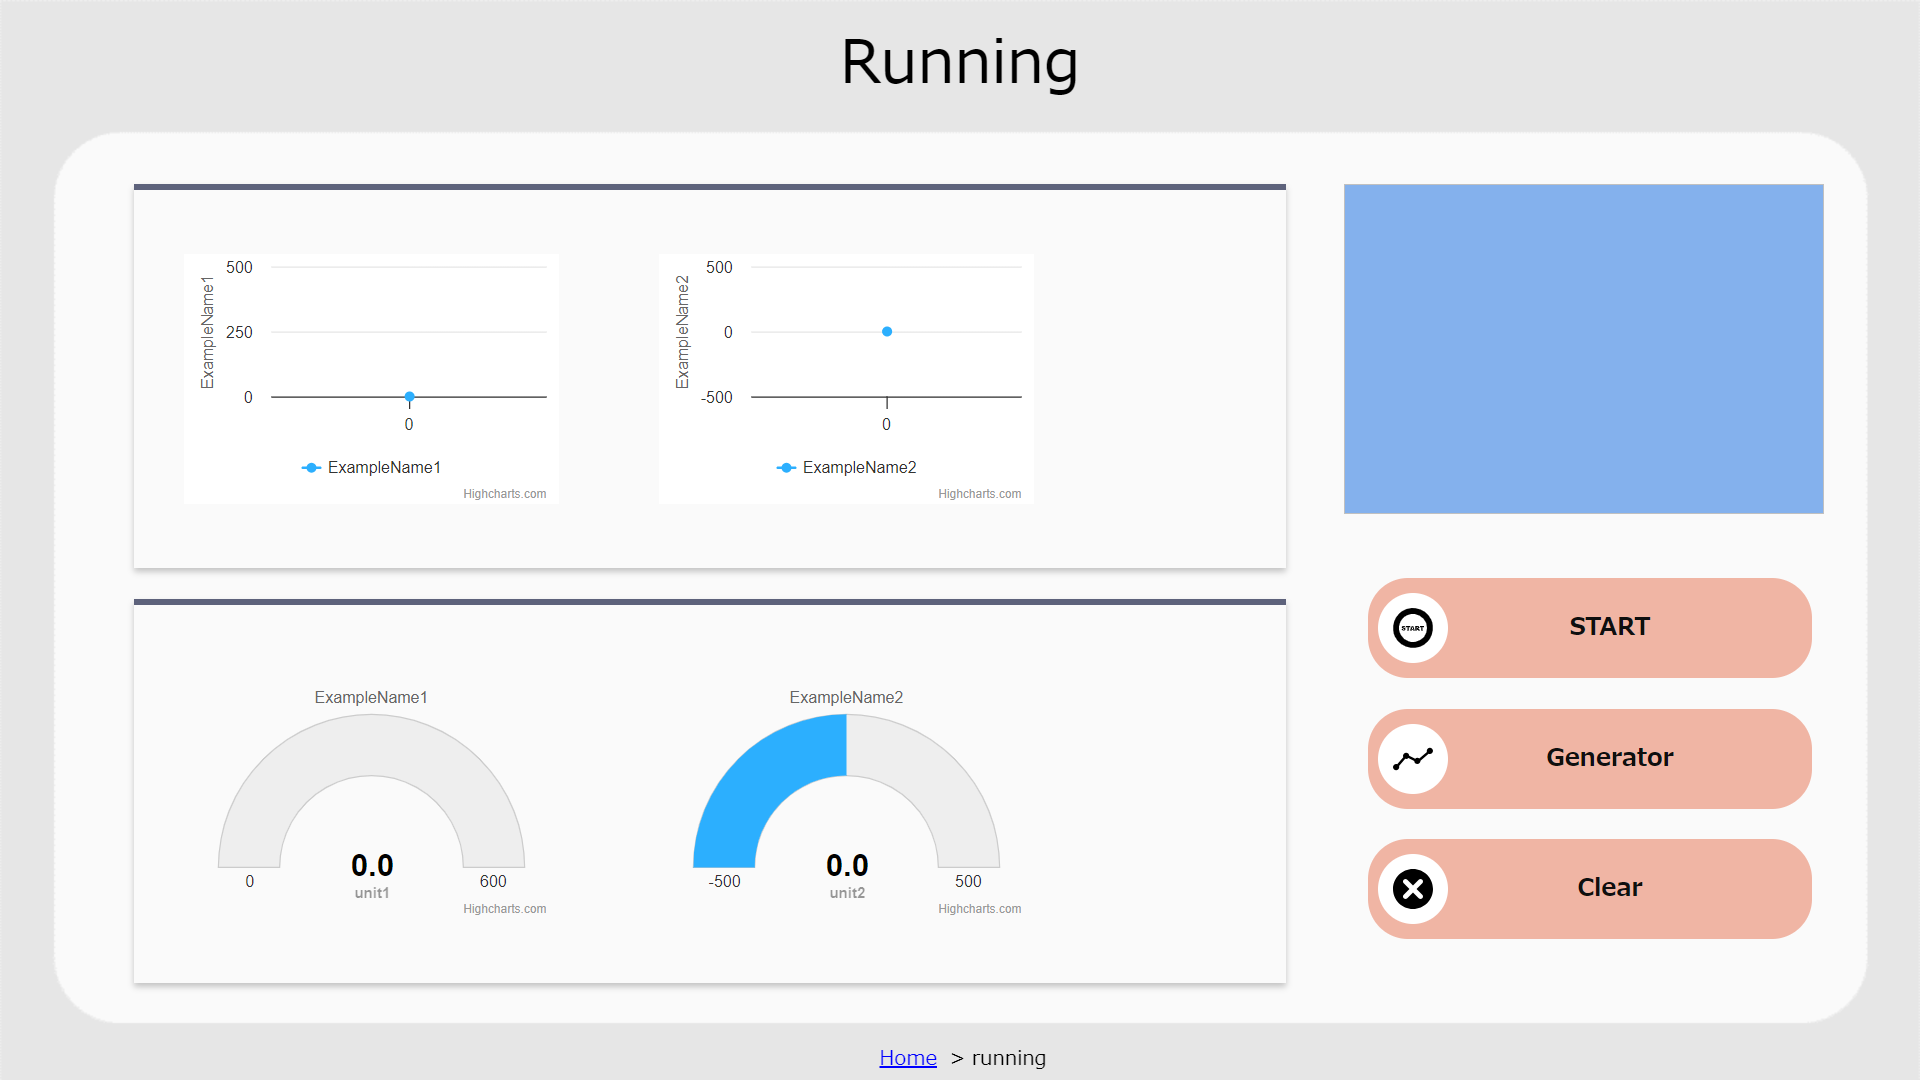 Running
500
250
0
ExampleName1
0
ExampleName1
Highcharts.com
500
0
-500
ExampleName2
0
ExampleName2
Highcharts.com
START
START
Generator
Clear
ExampleName1
0.0
unit1
0
600
Highcharts.com
ExampleName2
0.0
unit2
-500
500
Highcharts.com
Home > running